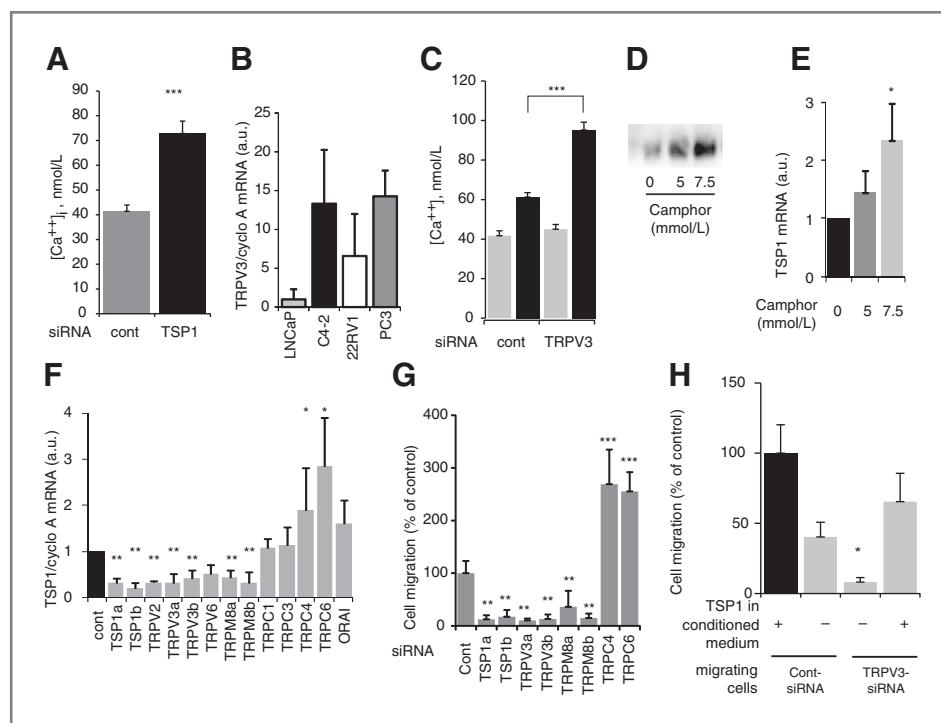 A
[Ca++]i, nmol/L
90
80
70
60
50
40
30
20
10
0
***
siRNA
cont
TSP1
B
TRPV3/cyclo A mRNA (a.u.)
25
20
15
10
5
0
LNCaP
C4-2
22RV1
PC3
C
[Ca++], nmol/L
120
100
80
60
40
20
0
***
siRNA
cont
TRPV3
D
0 5 7.5
Camphor
(mmol/L)
E
TSP1 mRNA (a.u.)
3
2
1
0
*
Camphor
(mmol/L)
0 5 7.5
F
TSP1/cyclo A mRNA (a.u.)
4
3
2
1
0
** ** ** ** ** ** ** * *
cont
TSP1a
TSP1b
TRPV2
TRPV3a
TRPV3b
TRPV6
TRPM8a
TRPM8b
TRPC1
TRPC3
TRPC4
TRPC6
ORAI
G
Cell migration (% of control)
400
300
200
100
0
** ** ** ** ** ** *** ***
siRNA
Cont
TSP1a
TSP1b
TRPV3a
TRPV3b
TRPM8a
TRPM8b
TRPC4
TRPC6
H
Cell migration (% of control)
150
100
50
0
*
TSP1 in
conditioned
medium
+ − − +
migrating
cells
Cont-
siRNA
TRPV3-
siRNA